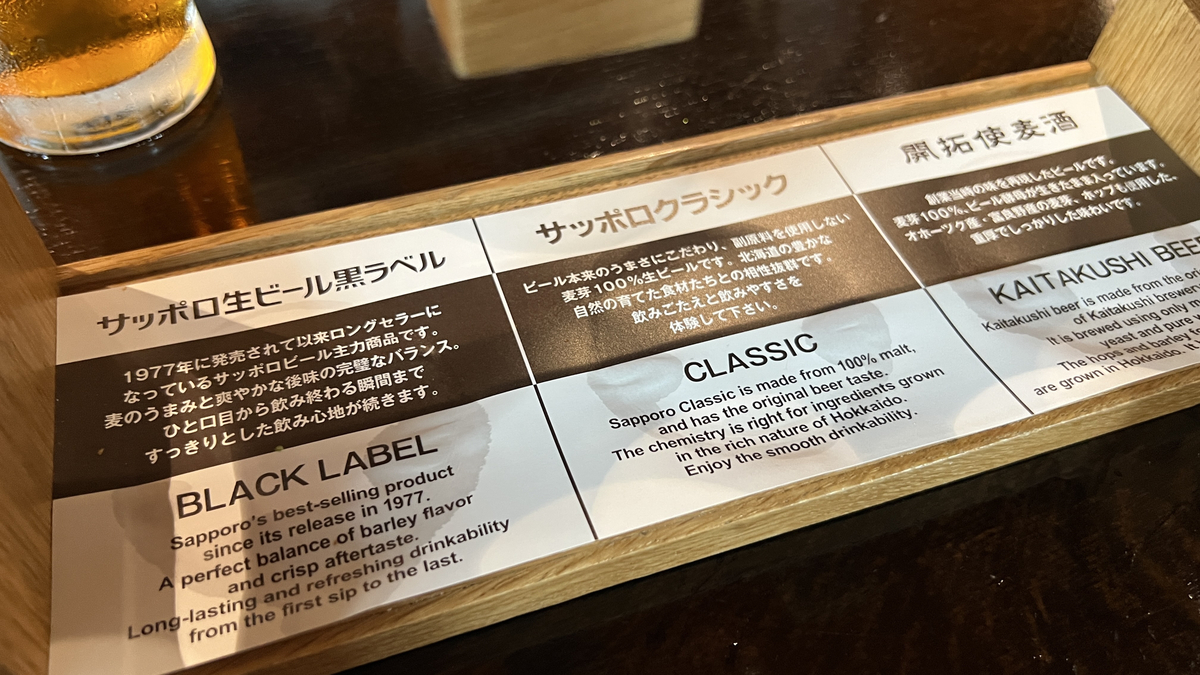 サッポロ生ビール黒ラベル
1977年に発売されて以来ロングセラーに
なっているサッポロビール主力商品です。
麦のうまみと爽やかな後味の完璧なバランス。
ひと口目から飲み終わる瞬間まで
すっきりとした飲み心地が続きます。
BLACK LABEL
Sapporo's best-selling product
since its release in 1977.
A perfect balance of barley flavor
and crisp aftertaste.
Long-lasting and refreshing drinkability
from the first sip to the last.
サッポロクラシック
ビール本来のうまさにこだわり、副原料を使用しない
麦芽100%生ビールです。北海道の豊かな
自然の育てた食材たちとの相性抜群です。
飲みごたえと飲みやすさを
体験して下さい。
CLASSIC
Sapporo Classic is made from 100% malt,
and has the original beer taste.
The chemistry is right for ingredients grown
in the rich nature of Hokkaido.
Enjoy the smooth drinkability.
開拓使麦酒
創業当時の味を再現したビールです。
麦芽100%、ビール酵母が生きたまま入っています。
オホーツク産・富良野産の麦芽、ホップも使用した、
重厚でしっかりした味わいです。
KAITAKUSHI BEE
Kaitakushi beer is made from the
of Kaitakushi
It is brewed using only
yeast and pure
The hops and barley
are grown in Hokkaido.